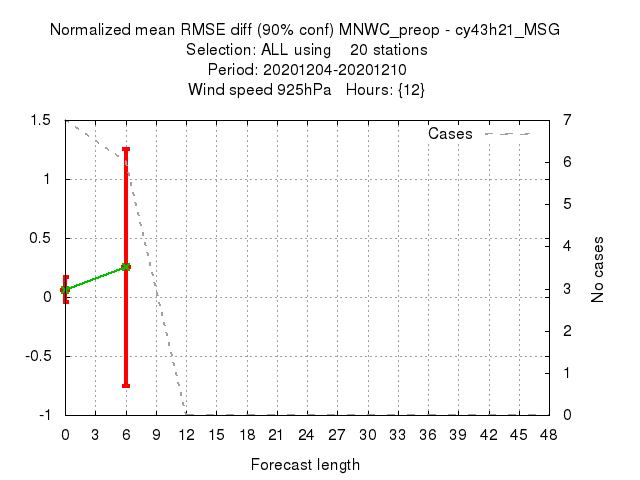 Normalized mean RMSE diff (90% conf) MNWC_preop - cy43h21_MSG
Selection: ALL using 20 stations
Period: 20201204-20201210
Wind speed 925hPa Hours: {12}
Cases
1.5
1
0.5
0
-0.5
-1
7
6
5
4
3
2
1
0
No cases
0 3 6 9 12 15 18 21 24 27 30 33 36 39 42 45 48
Forecast length